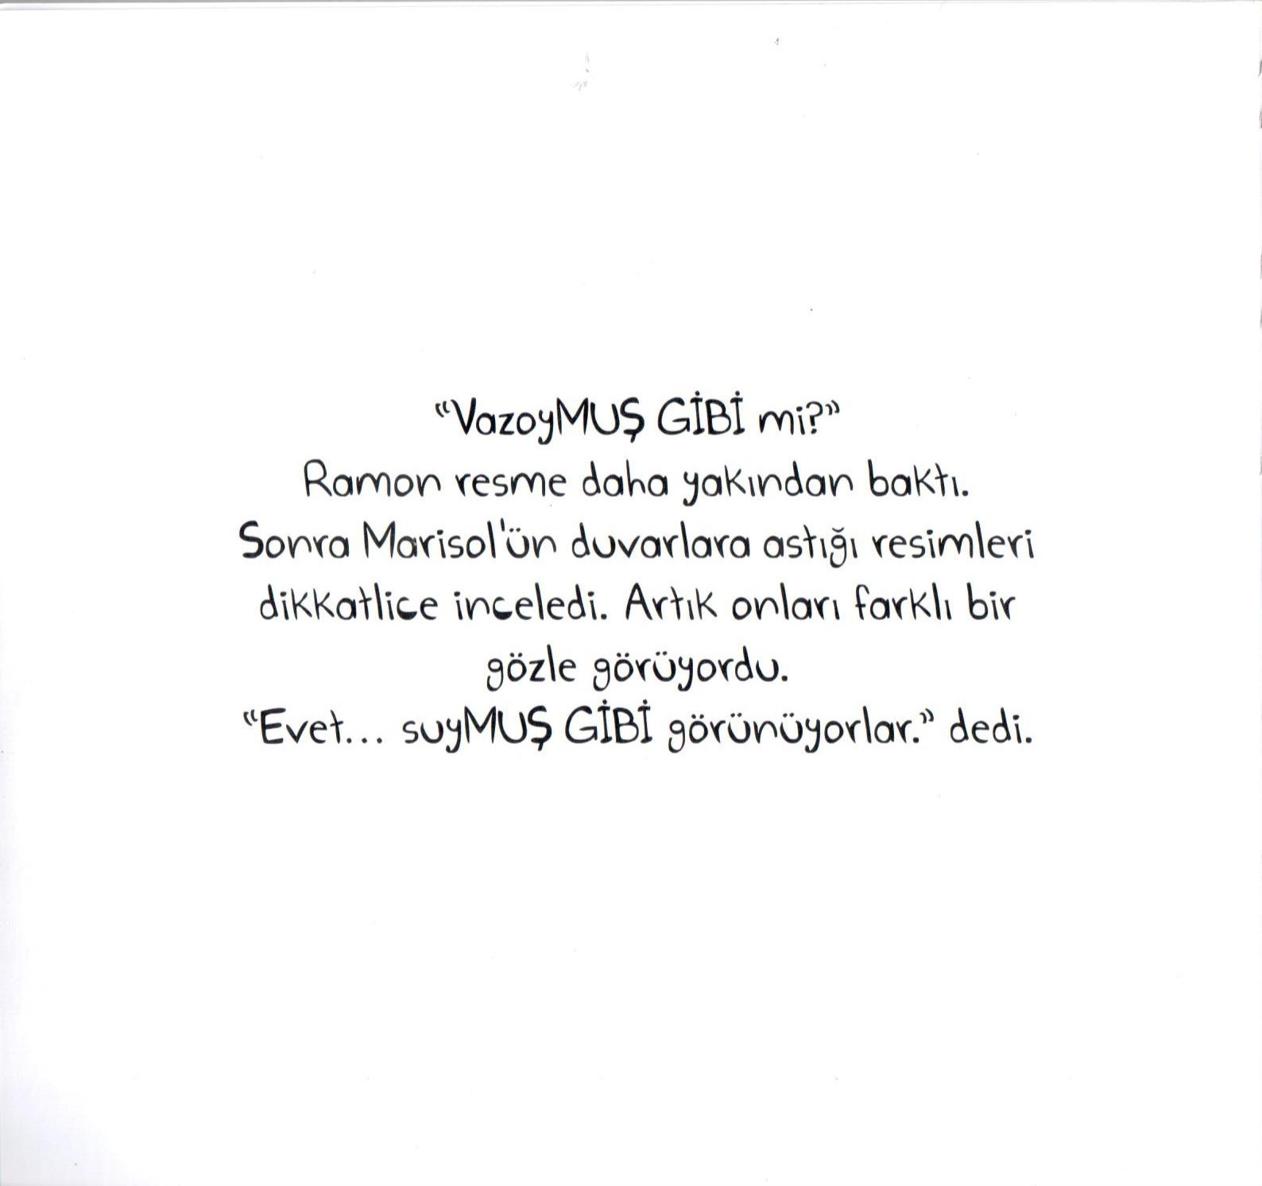 “VazoyMUŞ GİBİ mi?”
Ramon resme daha yakından baktı.
Sonra Marisol'ün duvarlara astığı resimleri
dikkatlice inceledi. Artık onları farklı bir
gözle görüyordu.
“Evet... suyMUŞ GİBİ görünüyorlar.” dedi.